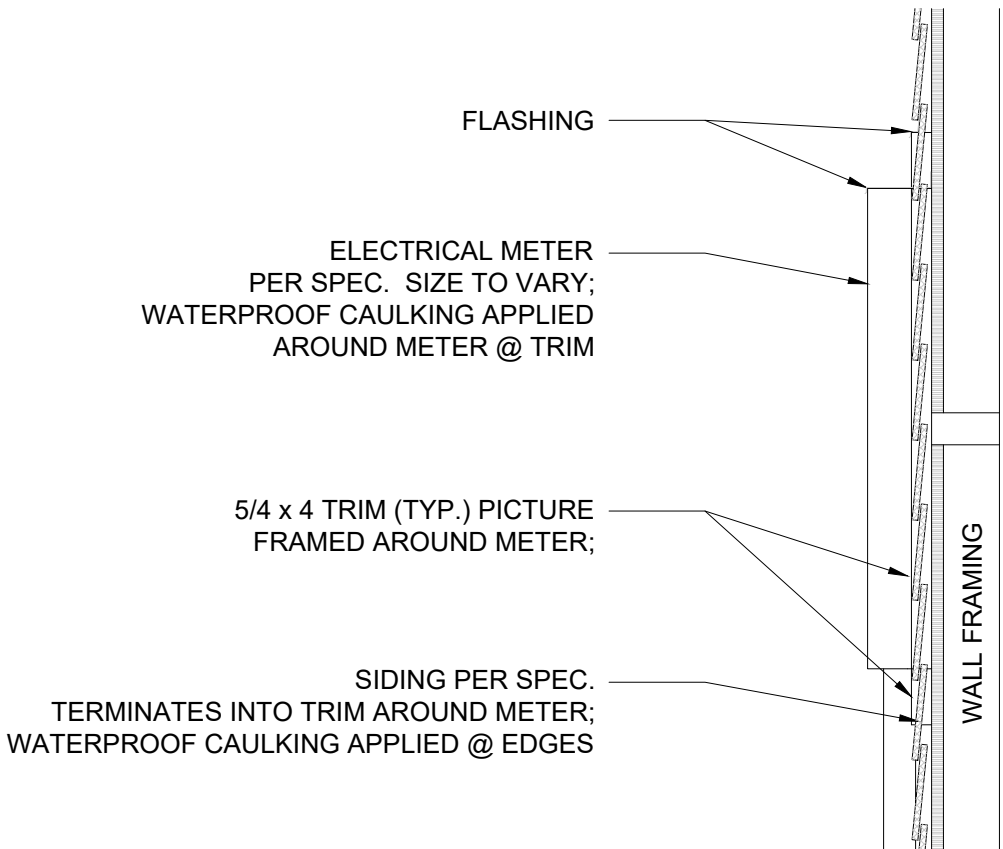 FLASHING
ELECTRICAL METER
PER SPEC. SIZE TO VARY;
WATERPROOF CAULKING APPLIED
AROUND METER @ TRIM
5/4 x 4 TRIM (TYP.) PICTURE
FRAMED AROUND METER;
SIDING PER SPEC.
TERMINATES INTO TRIM AROUND METER;
WATERPROOF CAULKING APPLIED @ EDGES
WALL FRAMING